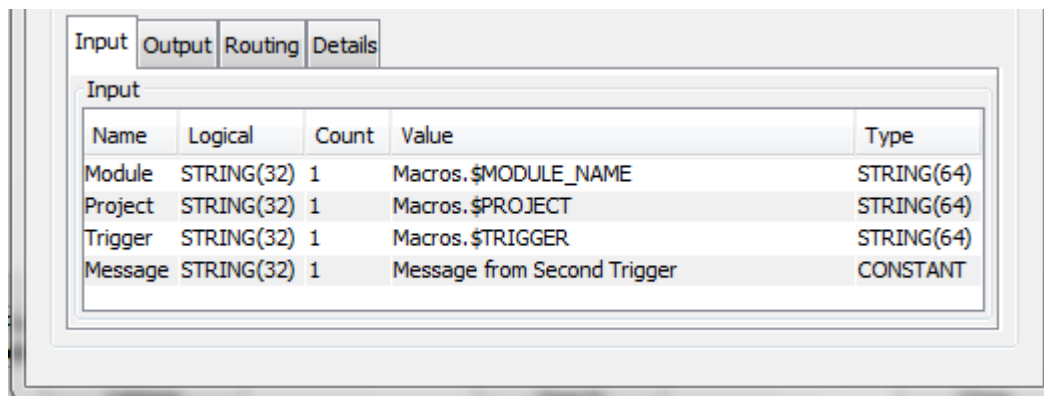 Input Output Routing Details
Input
Name Logical Count Value Type
Module STRING(32) 1 Macros.$MODULE_NAME STRING(64)
Project STRING(32) 1 Macros.$PROJECT STRING(64)
Trigger STRING(32) 1 Macros.$TRIGGER STRING(64)
Message STRING(32) 1 Message from Second Trigger CONSTANT